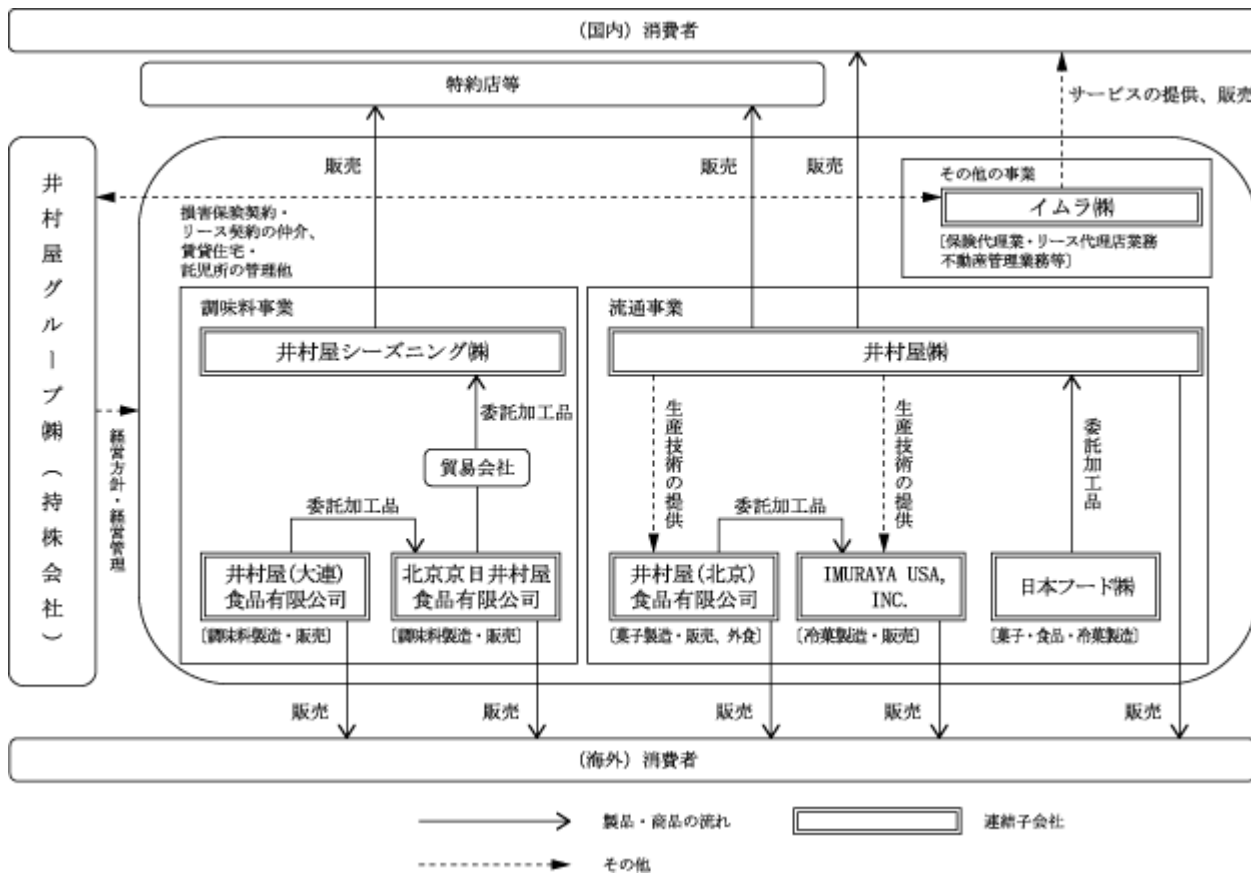 (国内) 消費者
特約店等
サービスの提供、販売
井村屋グループ㈱(持株会社)
販売
販売
販売
その他の事業
イムラ㈱
[保険代理業・リース代理店業務
不動産管理業務等]
損害保険契約・
リース契約の仲介、
賃貸住宅・
託児所の管理他
調味料事業
井村屋シーズニング㈱
流通事業
井村屋㈱
経営方針・経営管理
委託加工品
貿易会社
委託加工品
生産技術の提供
生産技術の提供
委託加工品
委託加工品
井村屋(大連)
食品有限公司
[調味料製造・販売]
北京京日井村屋
食品有限公司
[調味料製造・販売]
井村屋(北京)
食品有限公司
[菓子製造・販売、外食]
IMURAYA USA,
INC.
[冷菓製造・販売]
日本フード㈱
[菓子・食品・冷菓製造]
販売
販売
販売
販売
販売
(海外) 消費者
製品・商品の流れ
連結子会社
その他